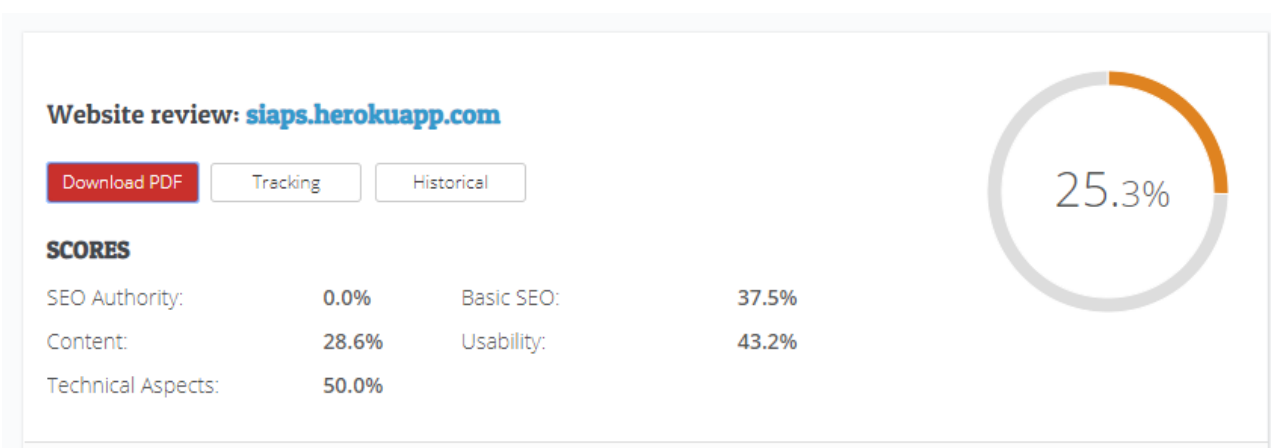 Website review: siaps.herokuapp.com
Download PDF Tracking Historical
25.3%
SCORES
SEO Authority: 0.0% Basic SEO: 37.5%
Content: 28.6% Usability: 43.2%
Technical Aspects: 50.0%